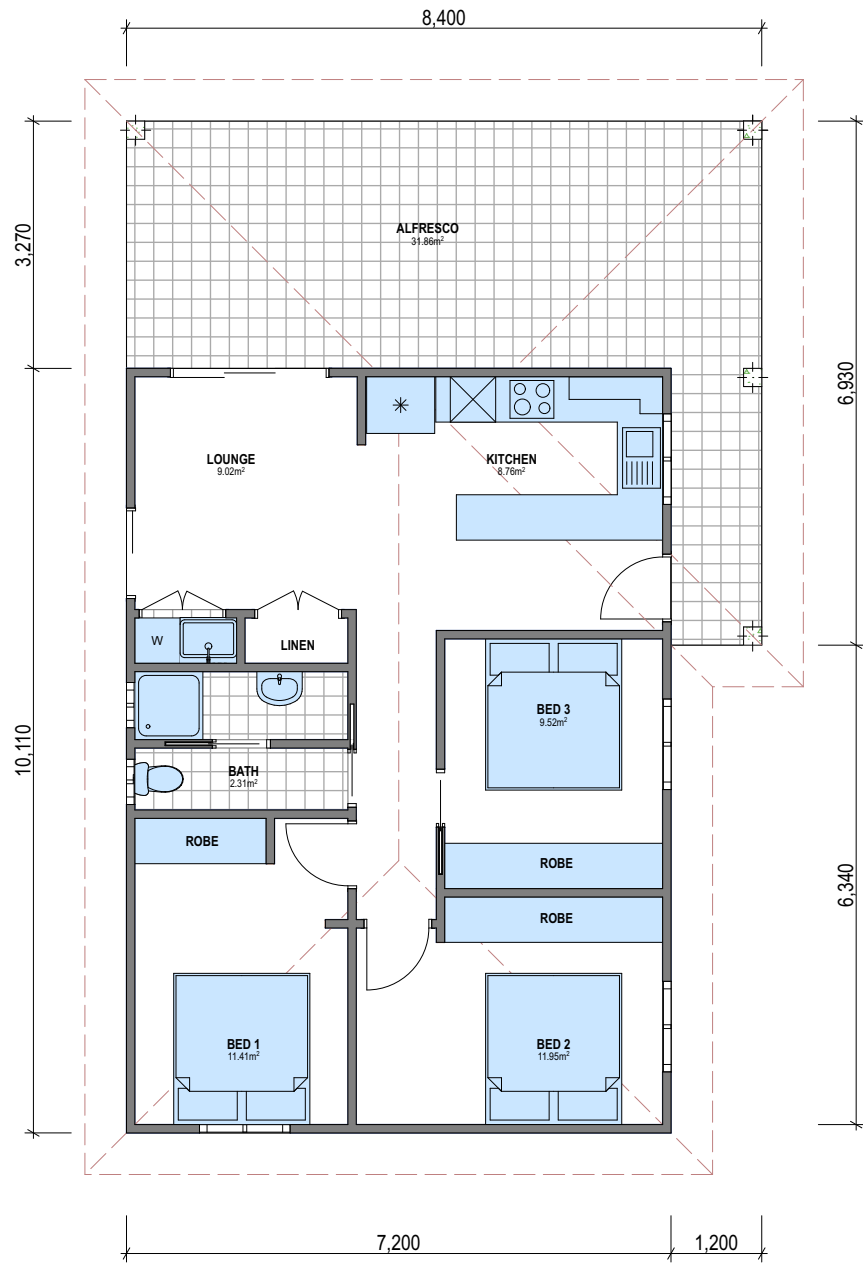 8,400
3,270
ALFRESCO
31.86m²
6,930
LOUNGE
9.02m²
KITCHEN
8.76m²
W
LINEN
BED 3
9.52m²
10,110
BATH
2.31m²
ROBE
ROBE
6,340
ROBE
BED 1
11.41m²
BED 2
11.95m²
7,200
1,200